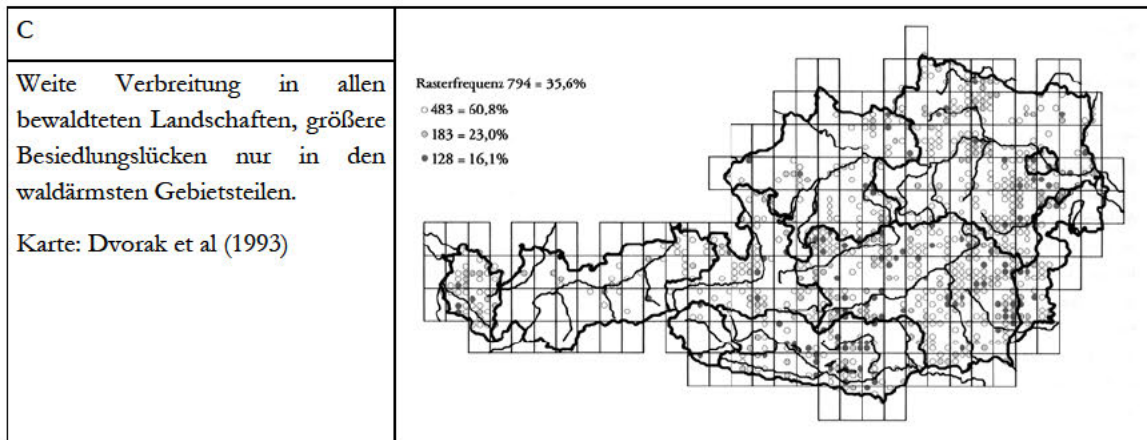 C
Weite Verbreitung in allen
bewaldteten Landschaften, größere
Besiedlungslücken nur in den
waldärmsten Gebietsteilen.
Karte: Dvorak et al (1993)
Rasterfrequenz 794 = 35,6%
483 = 60,8%
183 = 23,0%
128 = 16,1%